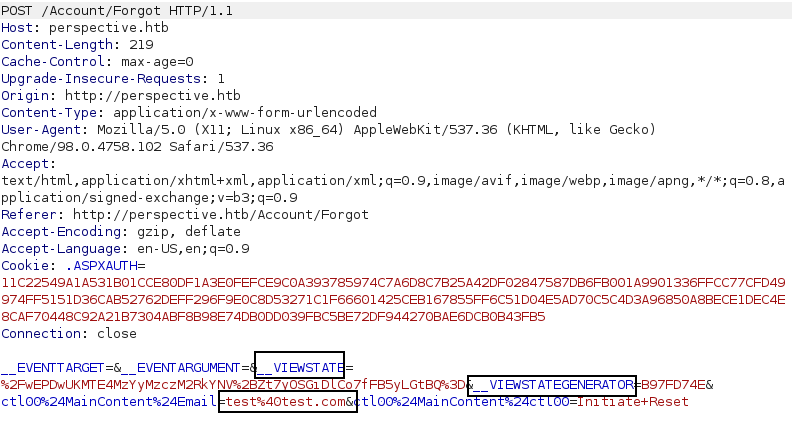 POST /Account/Forgot HTTP/1.1
Host: perspective.htb
Content-Length: 219
Cache-Control: max-age=0
Upgrade-Insecure-Requests: 1
Origin: http://perspective.htb
Content-Type: application/x-www-form-urlencoded
User-Agent: Mozilla/5.0 (X11; Linux x86_64) AppleWebKit/537.36 (KHTML, like Gecko)
Chrome/98.0.4758.102 Safari/537.36
Accept:
text/html,application/xhtml+xml,application/xml;q=0.9,image/avif,image/webp,image/apng,*/*;q=0.8,a
pplication/signed-exchange;v=b3;q=0.9
Referer: http://perspective.htb/Account/Forgot
Accept-Encoding: gzip, deflate
Accept-Language: en-US,en;q=0.9
Cookie: .ASPXAUTH=
11C22549A1A531B01CCE80DF1A3E0FEFCE9C0A393785974C7A6D8C7B25A42DF02847587DB6FB001A9901336FFCC77CFD49
974FF5151D36CAB52762DEFF296F9E0C8D53271C1F66601425CEB167855FF6C51D04E5AD70C5C4D3A96850A8BECE1DEC4E
8CAF70448C92A21B7304ABF8B98E74DB0DD039FBC5BE72DF944270BAE6DCB0B43FB5
Connection: close
__EVENTTARGET=&__EVENTARGUMENT=&__VIEWSTATE=
%2FwEPDwUKMTE4MzYyMzczM2RkYNV%2BZt7yOSGiDlCo7fFB5yLGtBQ%3D&__VIEWSTATEGENERATOR=B97FD74E&
ctl00%24MainContent%24Email=test%40test.com&ctl00%24MainContent%24ctl00=Initiate+Reset